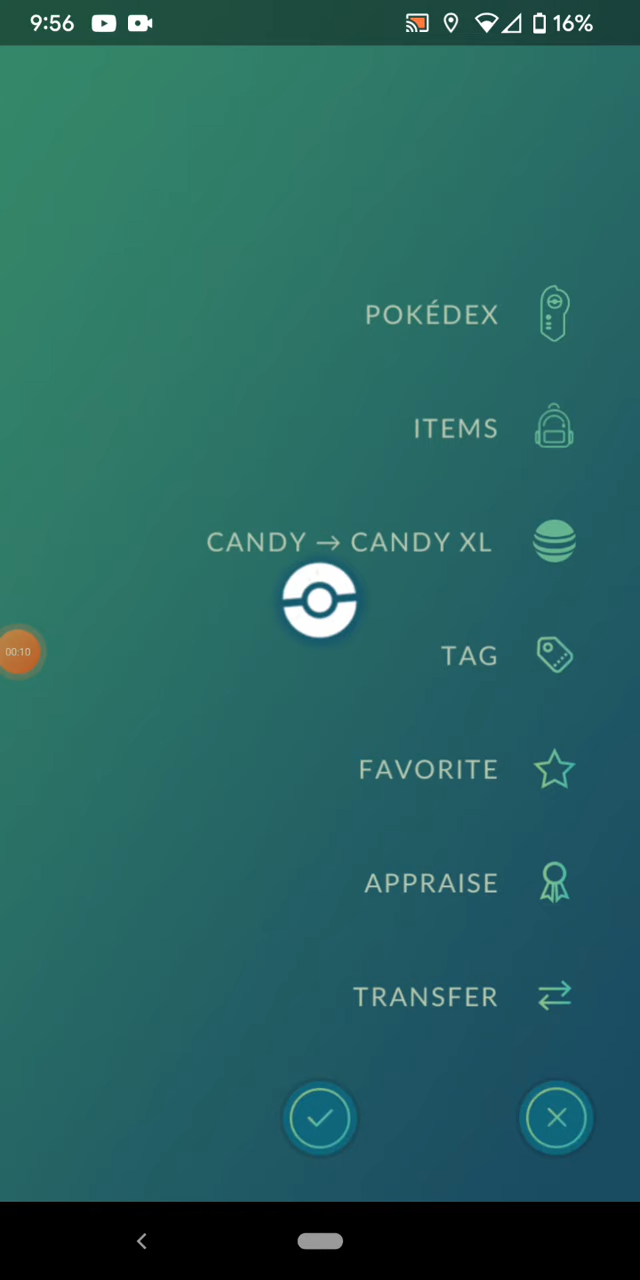 9:56
16%
POKÉDEX
ITEMS
CANDY → CANDY XL
00:10
TAG
FAVORITE
APPRAISE
TRANSFER